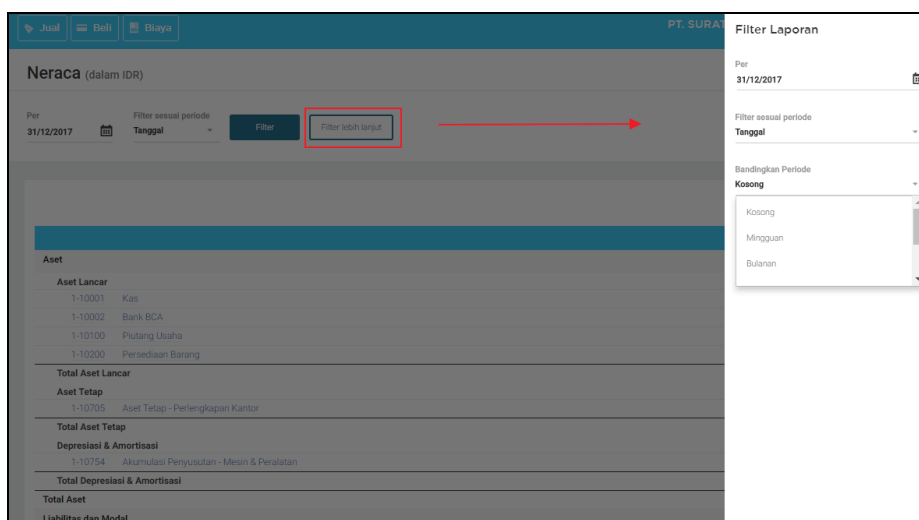 Jual Beli Biaya PT. SURAT
Neraca (dalam IDR)
Per
31/12/2017
Filter sesuai periode
Tanggal
Filter
Filter lebih lanjut
Aset
Aset Lancar
1-10001 Kas
1-10002 Bank BCA
1-10100 Piutang Usaha
1-10200 Persediaan Barang
Total Aset Lancar
Aset Tetap
1-10705 Aset Tetap - Perlengkapan Kantor
Total Aset Tetap
Depresiasi & Amortisasi
1-10754 Akumulasi Penyusutan - Mesin & Peralatan
Total Depresiasi & Amortisasi
Total Aset
Liabilitas dan Modal
Filter Laporan
Per
31/12/2017
Filter sesuai periode
Tanggal
Bandingkan Periode
Kosong
Kosong
Mingguan
Bulanan